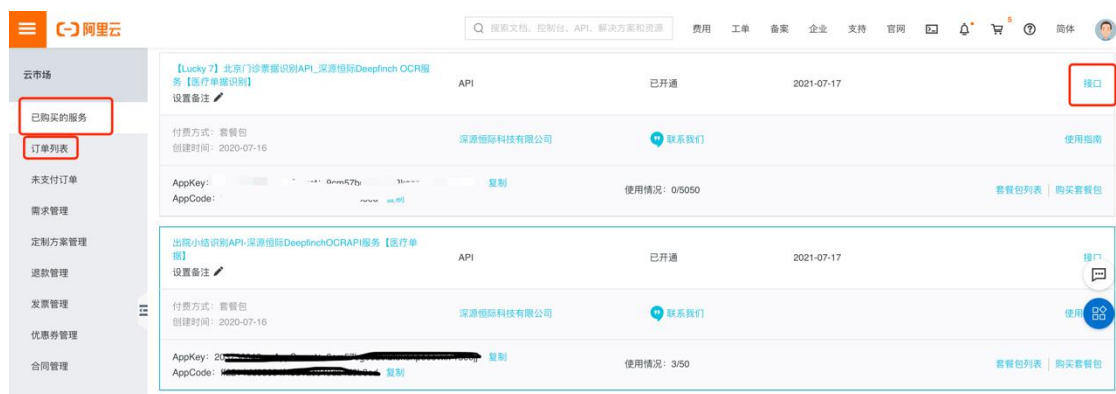 阿里云
搜索文档、控制台、API、解决方案和资源
费用 工单 备案 企业 支持 官网 5 简体
云市场
已购买的服务
订单列表
未支付订单
需求管理
定制方案管理
退款管理
发票管理
优惠券管理
合同管理
【Lucky 7】北京门诊票据识别API_深源恒际Deepfinch OCR服
务【医疗单据识别】
设置备注
API 已开通 2021-07-17 接口
付费方式：套餐包
创建时间：2020-07-16
深源恒际科技有限公司 联系我们 使用指南
AppKey: 复制
AppCode: 复制
使用情况：0/5050 套餐包列表 购买套餐包
出院小结识别API-深源恒际DeepfinchOCRAPI服务【医疗单
据】
设置备注
API 已开通 2021-07-17 接口
付费方式：套餐包
创建时间：2020-07-16
深源恒际科技有限公司 联系我们 使用
AppKey: 复制
AppCode: 复制
使用情况：3/50 套餐包列表 购买套餐包